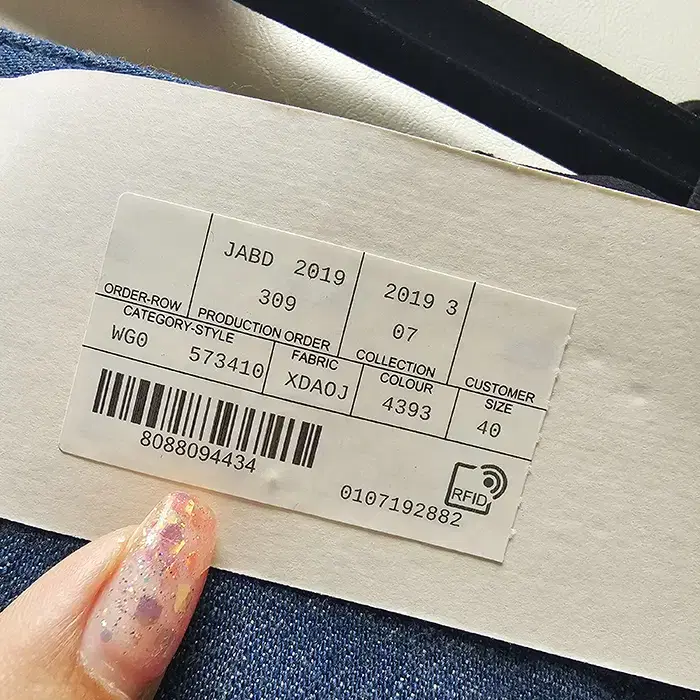 JABD 2019
309
2019 3
07
ORDER-ROW
PRODUCTION ORDER
COLLECTION
CUSTOMER
CATEGORY-STYLE
WG0 573410
FABRIC
XDAOJ
COLOUR
4393
SIZE
40
8088094434
0107192882
RFID